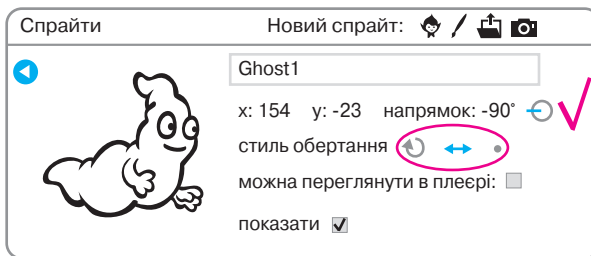 Спрайти
Новий спрайт:
Ghost1
x: 154 y: -23 напрямок: -90°
стиль обертання
можна переглянути в плеєрі:
показати